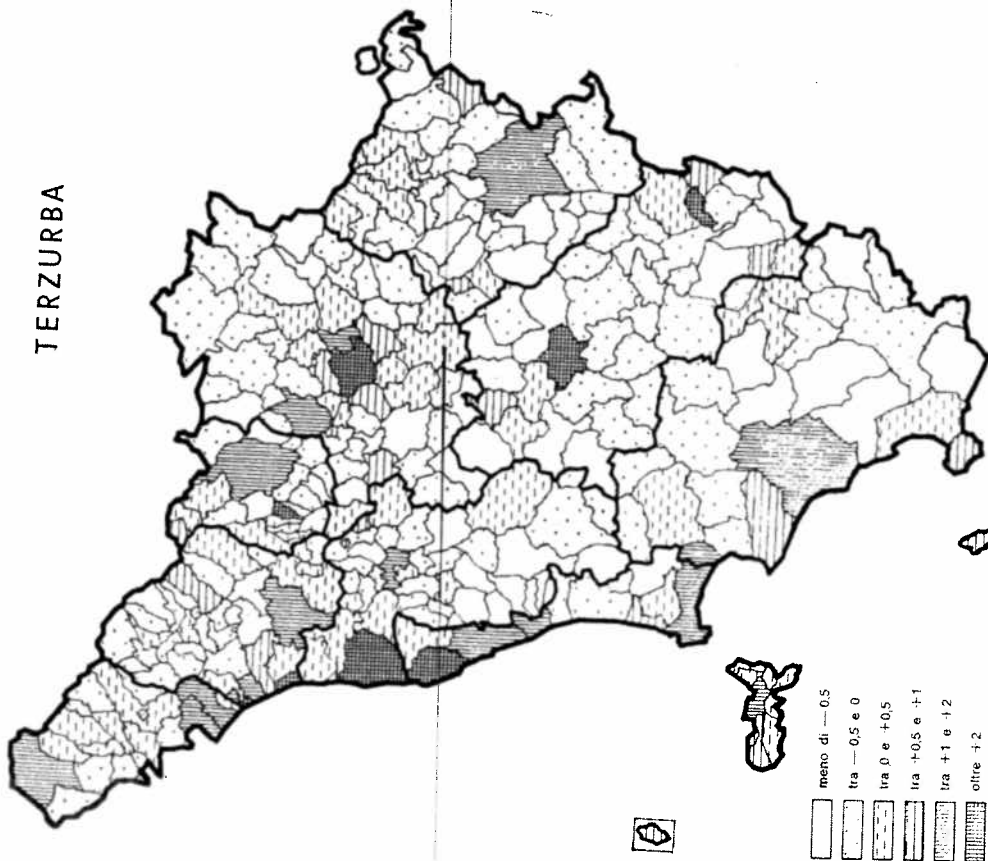 TERZURBA
meno di — 0.5
tra — 0,5 e 0
tra 0 e +0,5
tra +0,5 e +1
tra +1 e +2
oltre +2